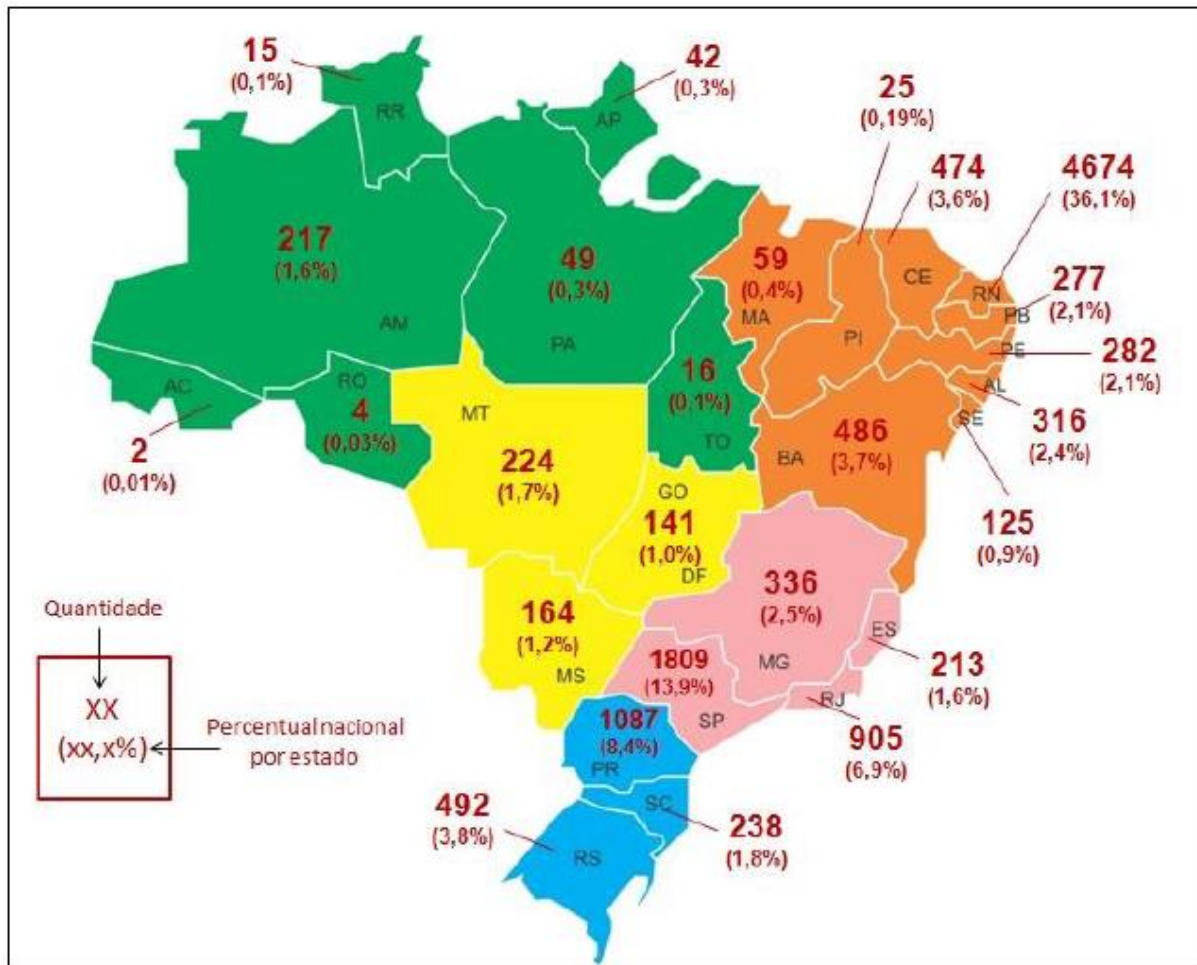 15
(0,1%)
RR
42
(0,3%)
AP
25
(0,19%)
474
(3,6%)
4674
(36,1%)
217
(1,6%)
AM
49
(0,3%)
PA
59
(0,4%)
MA
PI
CE
RN
277
(2,1%)
PB
PE
282
(2,1%)
AL
316
(2,4%)
SE
125
(0,9%)
AC
2
(0,01%)
RO
4
(0,03%)
MT
224
(1,7%)
16
(0,1%)
TO
BA
486
(3,7%)
GO
141
(1,0%)
DF
164
(1,2%)
MS
336
(2,5%)
MG
ES
213
(1,6%)
1809
(13,9%)
SP
RJ
905
(6,9%)
1087
(8,4%)
PR
SC
238
(1,8%)
492
(3,8%)
RS
Quantidade
XX
(xx,x%)
Percentual nacional
por estado